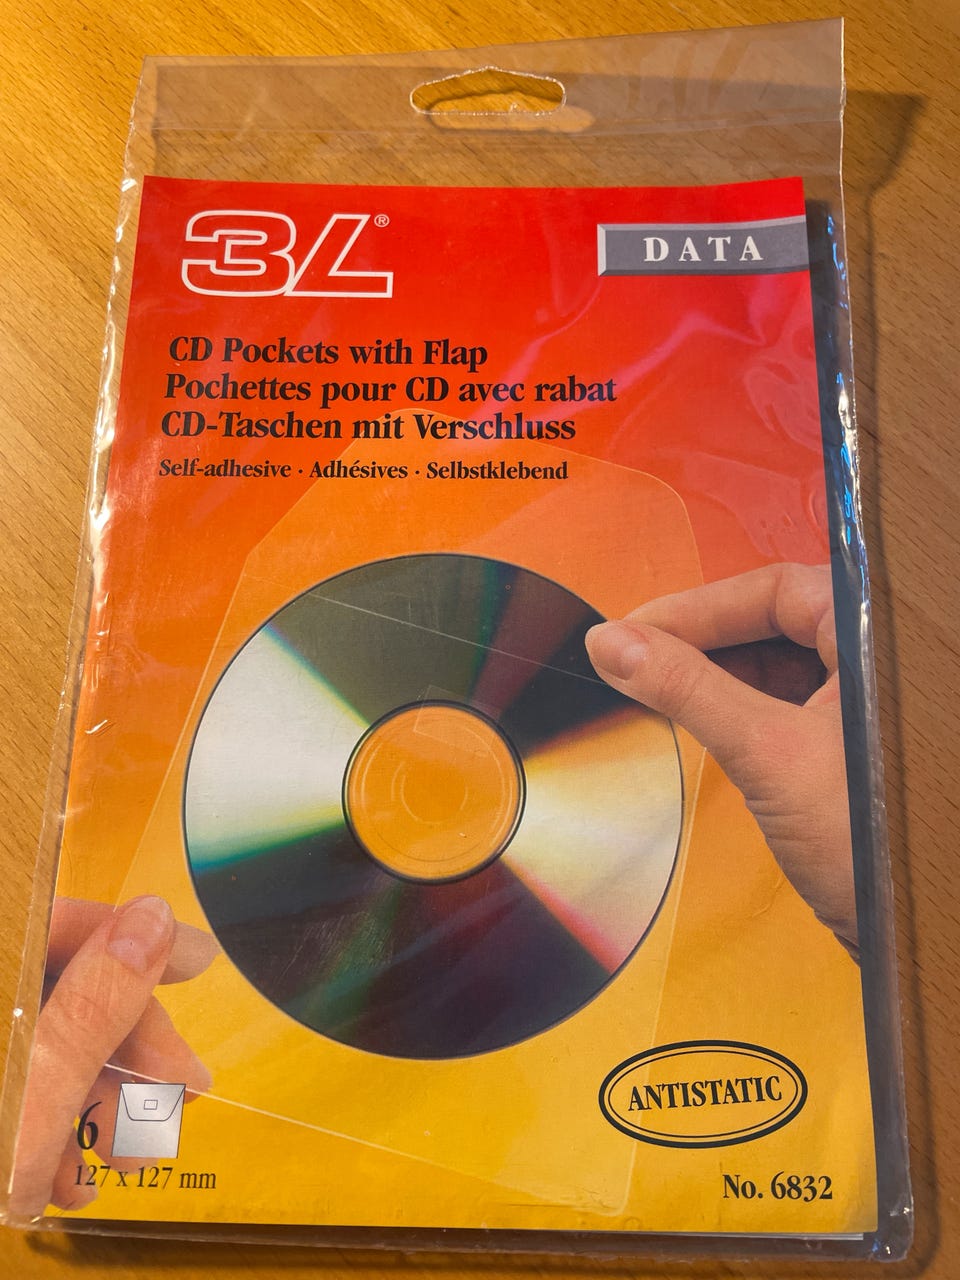 3L®
DATA
CD Pockets with Flap
Pochettes pour CD avec rabat
CD-Taschen mit Verschluss
Self-adhesive · Adhésives · Selbstklebend
ANTISTATIC
6
127 x 127 mm
No. 6832